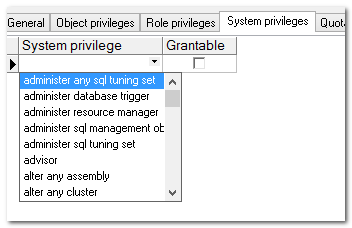 General Object privileges Role privileges System privileges Quota
System privilege Grantable
administer any sql tuning set
administer database trigger
administer resource manager
administer sql management ob
administer sql tuning set
advisor
alter any assembly
alter any cluster